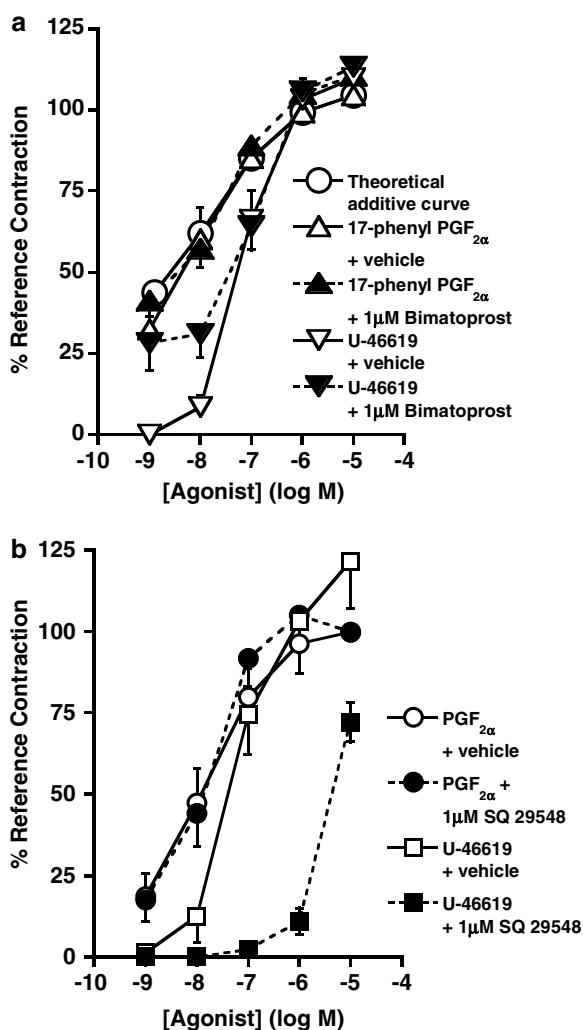 a
125
100
75
50
25
0
% Reference Contraction
-10 -9 -8 -7 -6 -5 -4
[Agonist] (log M)
Theoretical
additive curve
17-phenyl PGF2α
+ vehicle
17-phenyl PGF2α
+ 1µM Bimatoprost
U-46619
+ vehicle
U-46619
+ 1µM Bimatoprost
b
125
100
75
50
25
0
% Reference Contraction
-10 -9 -8 -7 -6 -5 -4
[Agonist] (log M)
PGF2α
+ vehicle
PGF2α +
1µM SQ 29548
U-46619
+ vehicle
U-46619
+ 1µM SQ 29548